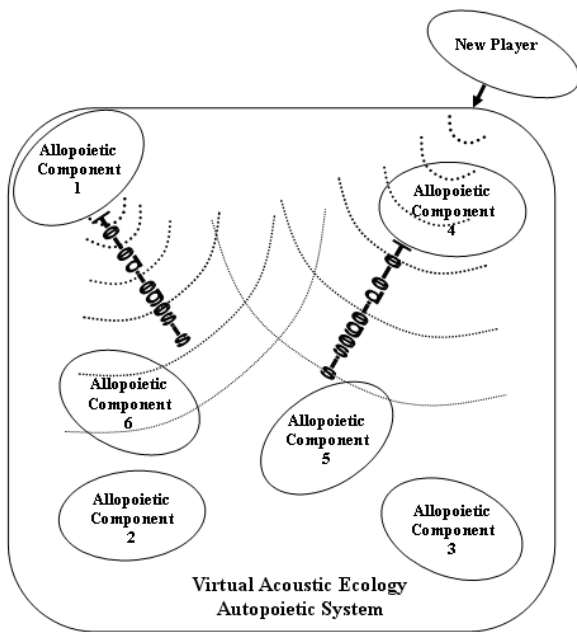 New Player
Allopoietic
Component
1
Allopoietic
Component
4
Allopoietic
Component
6
Allopoietic
Component
5
Allopoietic
Component
2
Allopoietic
Component
3
Virtual Acoustic Ecology
Autopoietic System